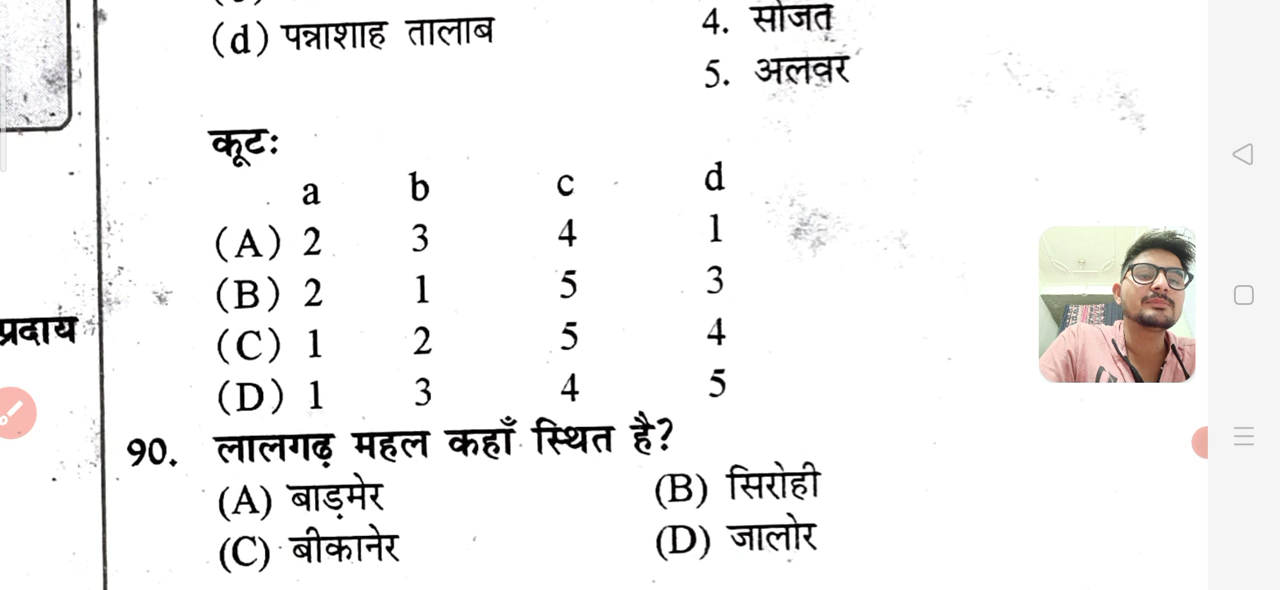 (d) पन्नाशाह तालाब
4. सोजत
5. अलवर
कूटः
a b c d
(A) 2 3 4 1
(B) 2 1 5 3
(C) 1 2 5 4
(D) 1 3 4 5
प्रदाय
90. लालगढ़ महल कहाँ स्थित है?
(A) बाड़मेर (B) सिरोही
(C) बीकानेर (D) जालोर